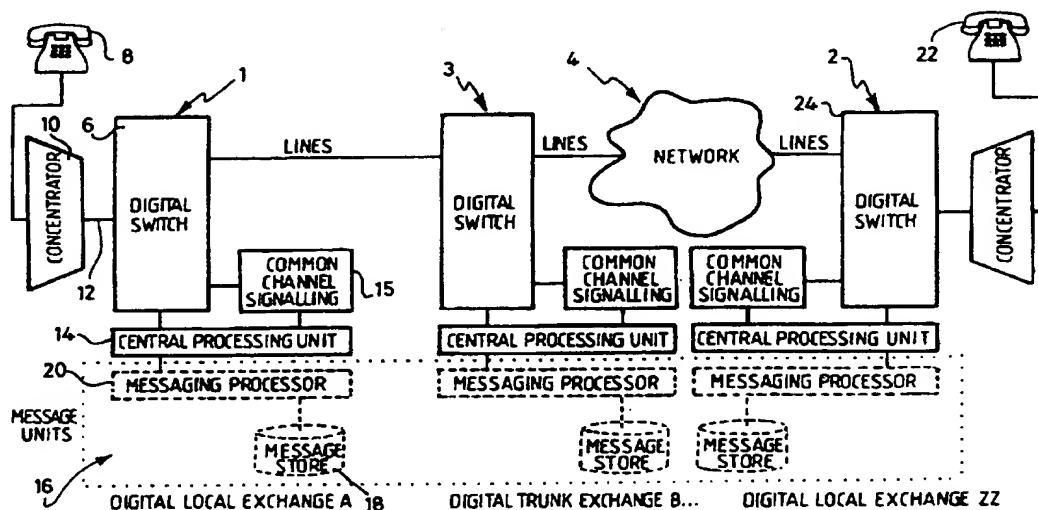 8
22
1
3
4
2
6
10
24
LINES
LINES
NETWORK
LINES
CONCENTRATOR
DIGITAL
SWITCH
DIGITAL
SWITCH
DIGITAL
SWITCH
CONCENTRATOR
12
COMMON
CHANNEL
SIGNALLING
15
COMMON
CHANNEL
SIGNALLING
COMMON
CHANNEL
SIGNALLING
14
CENTRAL PROCESSING UNIT
CENTRAL PROCESSING UNIT
CENTRAL PROCESSING UNIT
20
MESSAGING PROCESSOR
MESSAGING PROCESSOR
MESSAGING PROCESSOR
MESSAGE
UNITS
MESSAGE
STORE
MESSAGE
STORE
MESSAGE
STORE
16
18
DIGITAL LOCAL EXCHANGE A
DIGITAL TRUNK EXCHANGE B...
DIGITAL LOCAL EXCHANGE ZZ